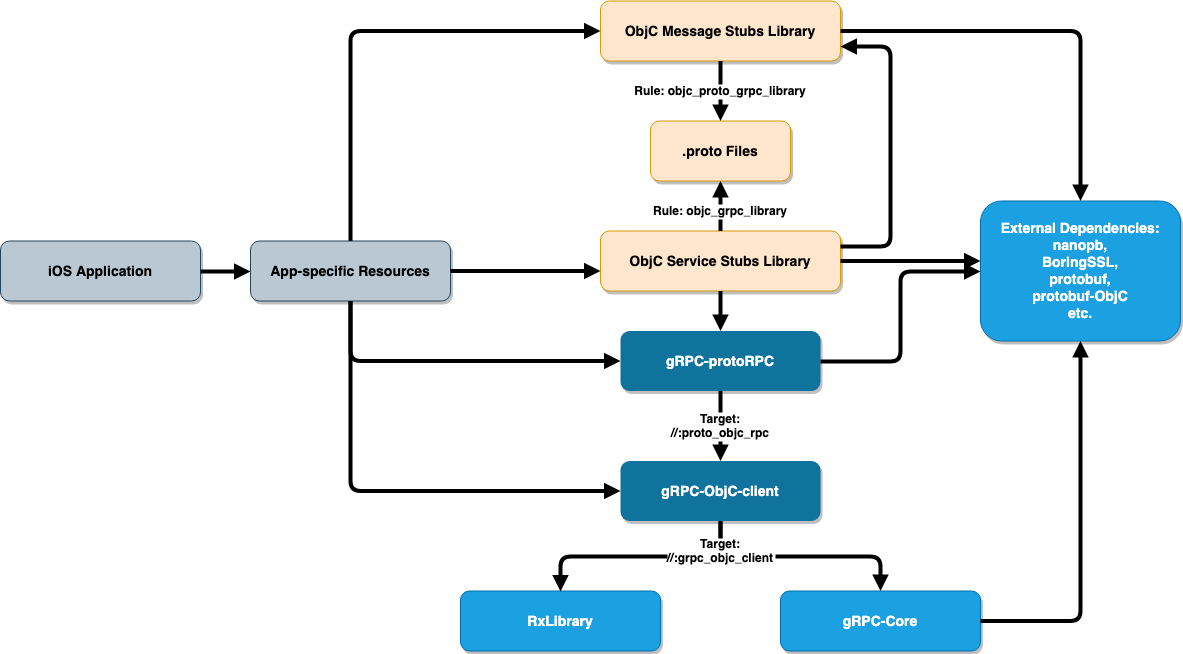 ObjC Message Stubs Library
Rule: objc_proto_grpc_library
.proto Files
Rule: objc_grpc_library
iOS Application
App-specific Resources
ObjC Service Stubs Library
External Dependencies:
nanopb,
BoringSSL,
protobuf,
protobuf-ObjC
etc.
gRPC-protoRPC
Target:
//:proto_objc_rpc
gRPC-ObjC-client
Target:
//:grpc_objc_client
RxLibrary
gRPC-Core